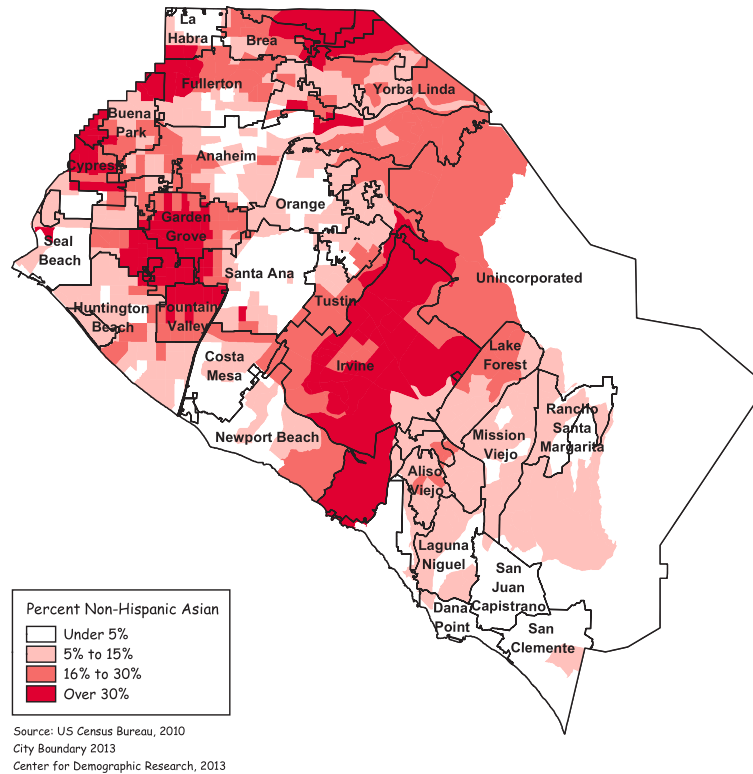 La
Habra
Brea
Fullerton
Yorba Linda
Buena
Park
Anaheim
Cypress
Orange
Garden
Grove
Seal
Beach
Santa Ana
Unincorporated
Tustin
Huntington
Beach
Fountain
Valley
Lake
Forest
Costa
Mesa
Irvine
Rancho
Santa
Margarita
Newport Beach
Mission
Viejo
Aliso
Viejo
Laguna
Niguel
San
Juan
Capistrano
Dana
Point
San
Clemente
Percent Non-Hispanic Asian
Under 5%
5% to 15%
16% to 30%
Over 30%
Source: US Census Bureau, 2010
City Boundary 2013
Center for Demographic Research, 2013